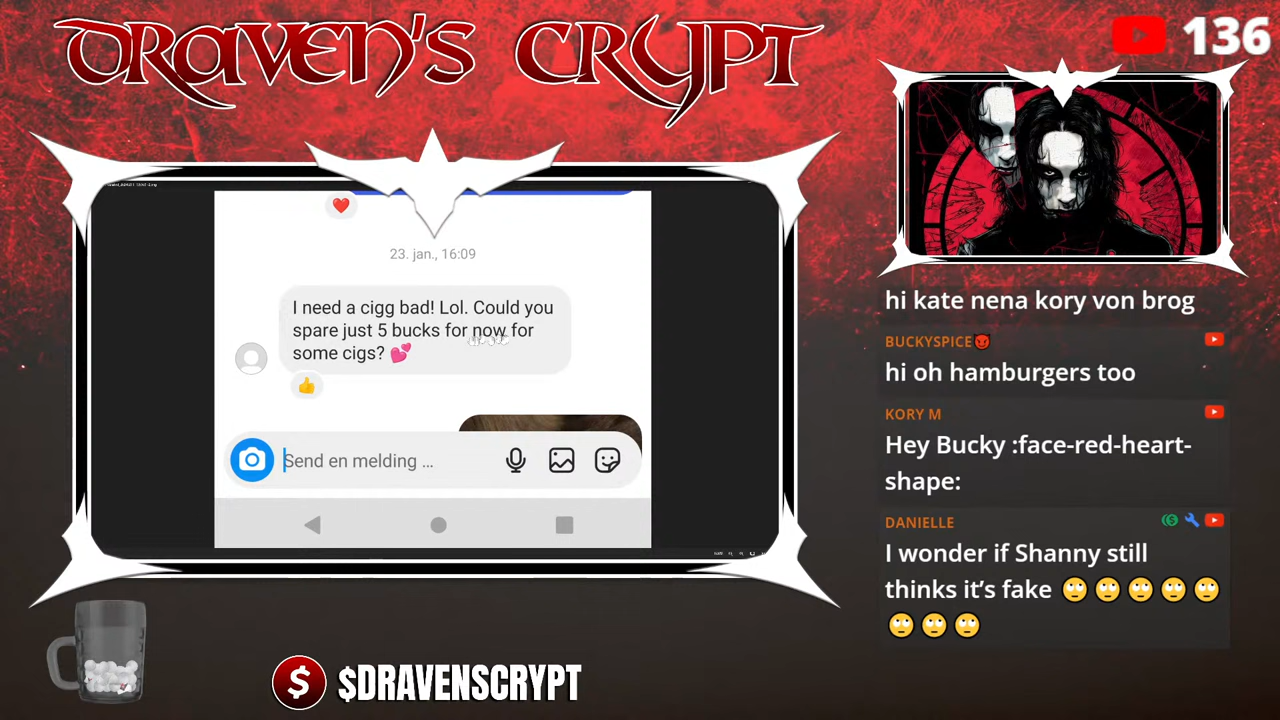 DRAVEN'S CRYPT
136
23. jan., 16:09
I need a cigg bad! Lol. Could you
spare just 5 bucks for now for
some cigs? 💕
Send en melding ...
$DRAVENSCRYPT
hi kate nena kory von brog
BUCKYSPICE😈
hi oh hamburgers too
KORY M
Hey Bucky :face-red-heart-
shape:
DANIELLE
I wonder if Shanny still
thinks it’s fake 🙄🙄🙄🙄🙄
🙄🙄🙄